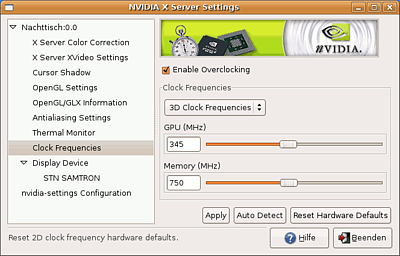 NVIDIA X Server Settings
Nachttisch:0.0
X Server Color Correction
X Server XVideo Settings
Cursor Shadow
OpenGL Settings
OpenGL/GLX Information
Antialiasing Settings
Thermal Monitor
Clock Frequencies
Display Device
STN SAMTRON
nvidia-settings Configuration
nVIDIA.
Enable Overclocking
Clock Frequencies
3D Clock Frequencies
GPU (MHz)
345
Memory (MHz)
750
Apply
Auto Detect
Reset Hardware Defaults
Reset 2D clock frequency hardware defaults.
Hilfe
Beenden